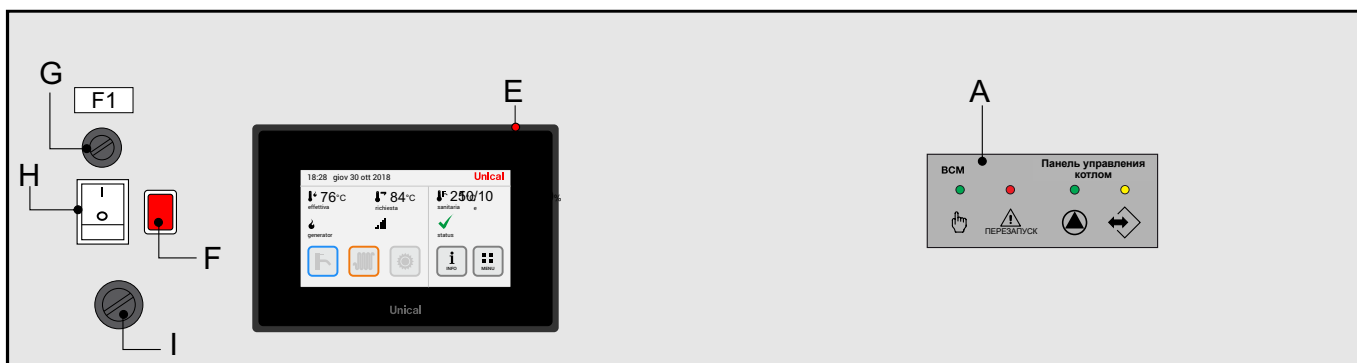 G
F1
H
F
I
E
18:28 giov 30 ott 2018 Unical
76°C
effettiva
84°C
richiesta
sanitaria e
generator
status
INFO
MENU
Unical
A
BCM
Панель управления
котлом
ПЕРЕЗАПУСК